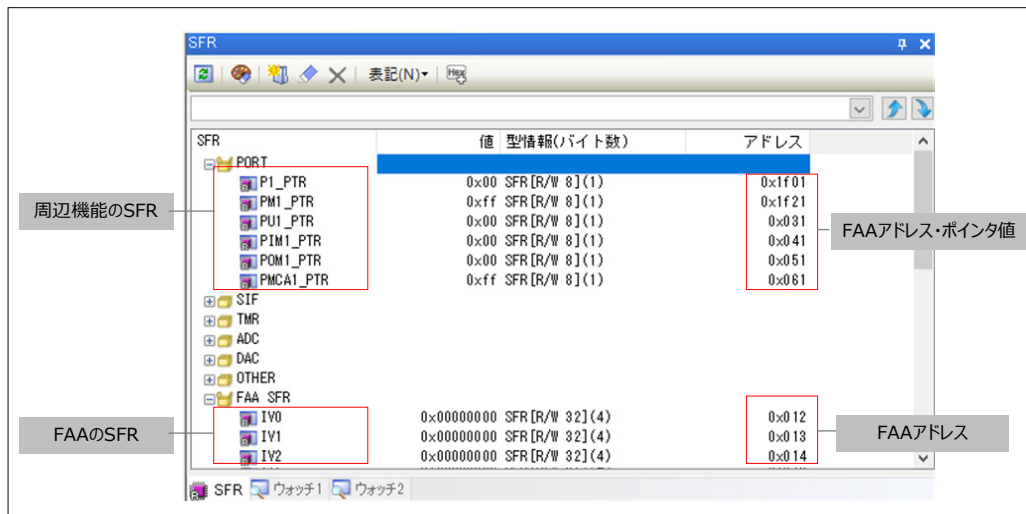 SFR
表記(N)▾ Hex
SFR 値 型情報(バイト数) アドレス
PORT
P1_PTR 0x00 SFR[R/W 8](1) 0x1f01
PM1_PTR 0xff SFR[R/W 8](1) 0x1f21
PU1_PTR 0x00 SFR[R/W 8](1) 0x031
PIM1_PTR 0x00 SFR[R/W 8](1) 0x041
POM1_PTR 0x00 SFR[R/W 8](1) 0x051
PMCA1_PTR 0xff SFR[R/W 8](1) 0x061
SIF
TMR
ADC
DAC
OTHER
FAA SFR
IV0 0x00000000 SFR[R/W 32](4) 0x012
IV1 0x00000000 SFR[R/W 32](4) 0x013
IV2 0x00000000 SFR[R/W 32](4) 0x014
SFR ウォッチ1 ウォッチ2
周辺機能のSFR
FAAアドレス・ポインタ値
FAAのSFR
FAAアドレス